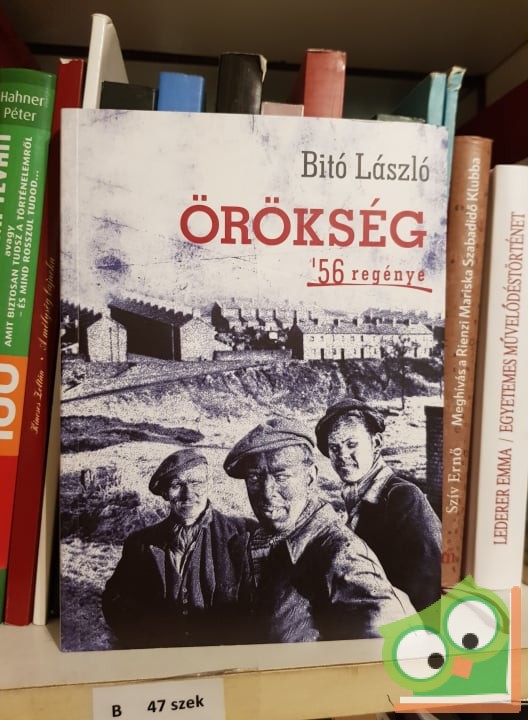 Bitó László
ÖRÖKSÉG
'56 regénye
Hahner
Péter
100
avagy
AMIT BIZTOSAN TUDSZ A TÖRTÉNELEMRŐL
- ÉS MIND ROSSZUL TUDOD...
Szív Ernő Meghívás a Rienzi Mariska Szabadidő Klubba
LEDERER EMMA / EGYETEMES MŰVELŐDÉSTÖRTÉNET
B 47 szek